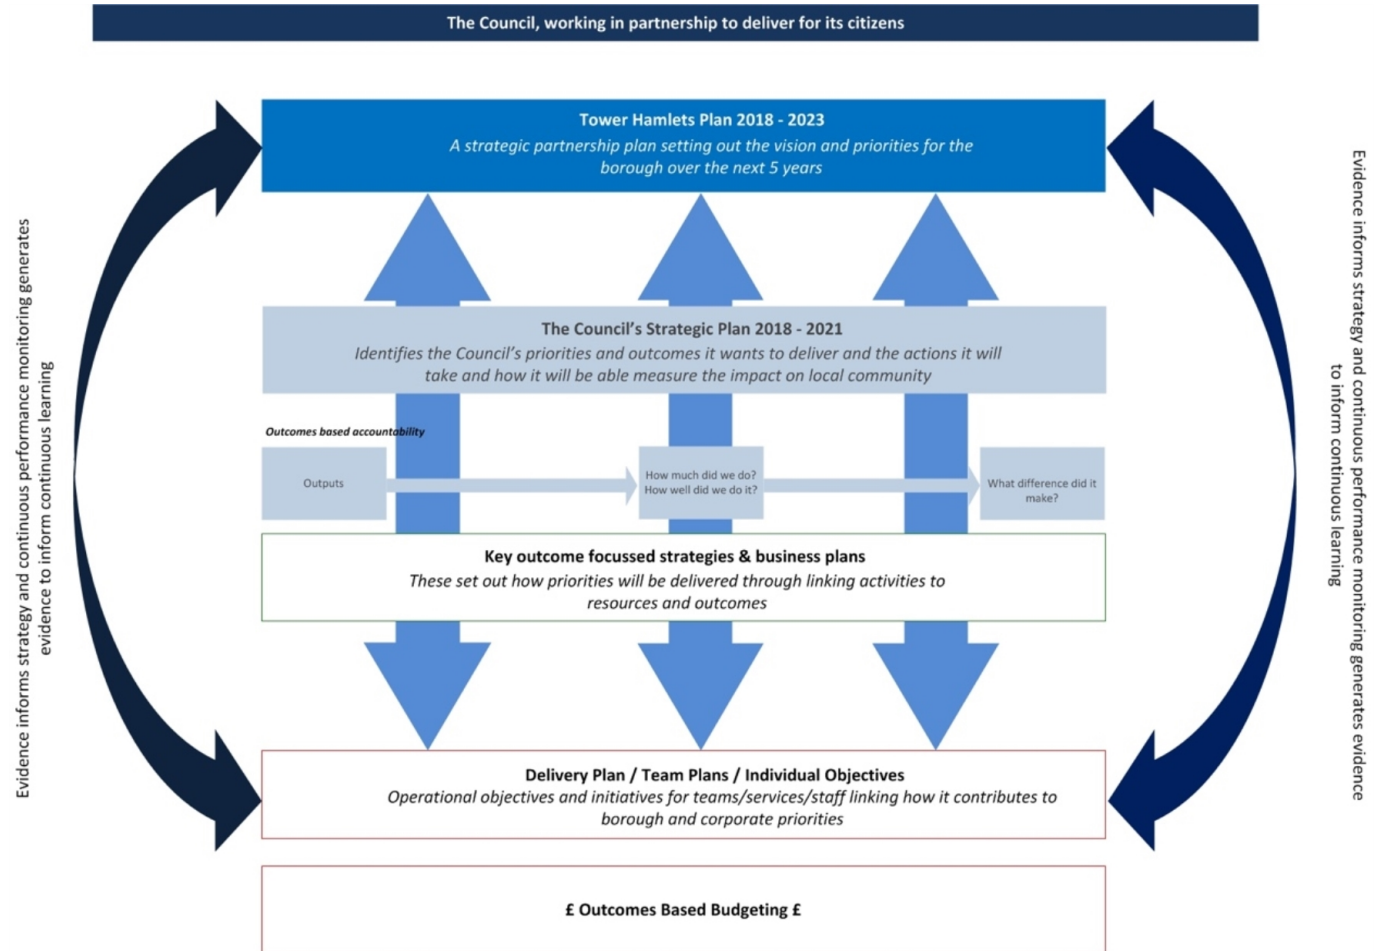 The Council, working in partnership to deliver for its citizens
Tower Hamlets Plan 2018 - 2023
A strategic partnership plan setting out the vision and priorities for the
borough over the next 5 years
The Council’s Strategic Plan 2018 - 2021
Identifies the Council’s priorities and outcomes it wants to deliver and the actions it will
take and how it will be able measure the impact on local community
Outcomes based accountability
Outputs
How much did we do?
How well did we do it?
What difference did it
make?
Key outcome focussed strategies & business plans
These set out how priorities will be delivered through linking activities to
resources and outcomes
Delivery Plan / Team Plans / Individual Objectives
Operational objectives and initiatives for teams/services/staff linking how it contributes to
borough and corporate priorities
£ Outcomes Based Budgeting £
Evidence informs strategy and continuous performance monitoring generates
evidence to inform continuous learning
Evidence informs strategy and continuous performance monitoring generates evidence
to inform continuous learning